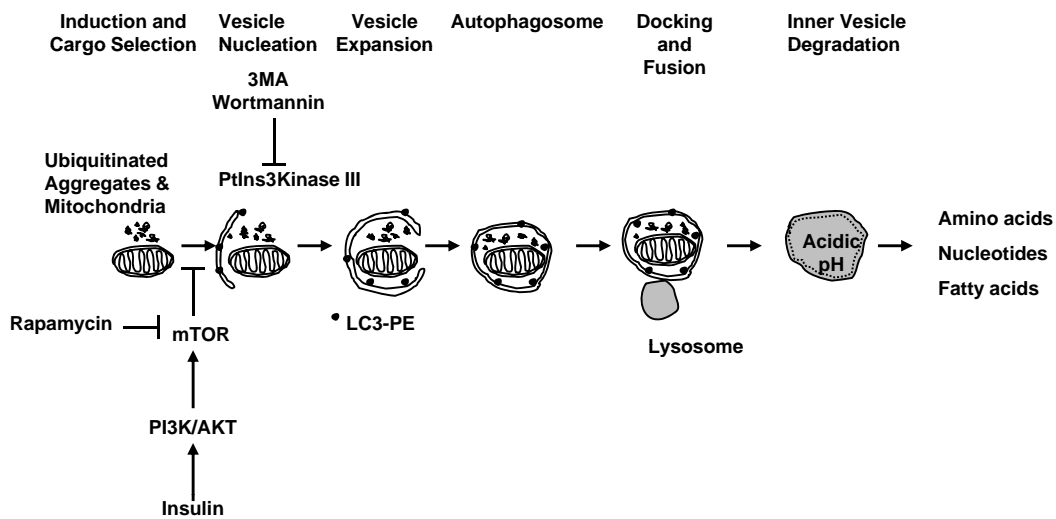 Induction and
Cargo Selection
Vesicle
Nucleation
Vesicle
Expansion
Autophagosome
Docking
and
Fusion
Inner Vesicle
Degradation
3MA
Wortmannin
PtIns3Kinase III
Ubiquitinated
Aggregates &
Mitochondria
Amino acids
Nucleotides
Fatty acids
Acidic
pH
Rapamycin
mTOR
LC3-PE
Lysosome
PI3K/AKT
Insulin